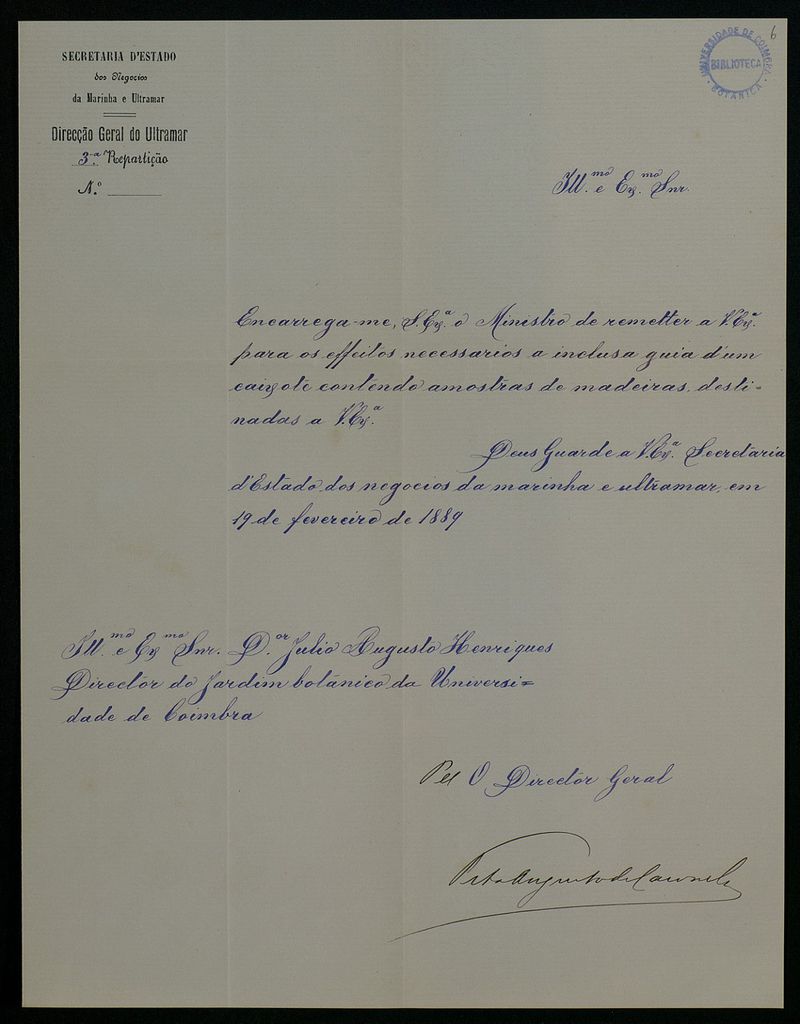 SECRETARIA D'ESTADO
dos Negocios
da Marinha e Ultramar
Direcção Geral do Ultramar
3.ª Repartição
N.º
UNIVERSIDADE DE COIMBRA
BIBLIOTECA
BOTANICA
6
Ill.mo e Ex.mo Snr.
Encarrega-me, S. Ex.ª o Ministro de remetter a V. Ex.ª
para os effeitos necessarios a inclusa guia d'um
caixote contendo amostras de madeiras, desti-
nadas a V. Ex.ª
Deus Guarde a V. Ex.ª Secretaria
d'Estado dos negocios da marinha e ultramar, em
19 de fevereiro de 1889
Ill.mo e Ex.mo Snr. D.or Julio Augusto Henriques
Director do Jardim botanico da Universi=
dade de Coimbra
Pel O Director Geral
Augusto de